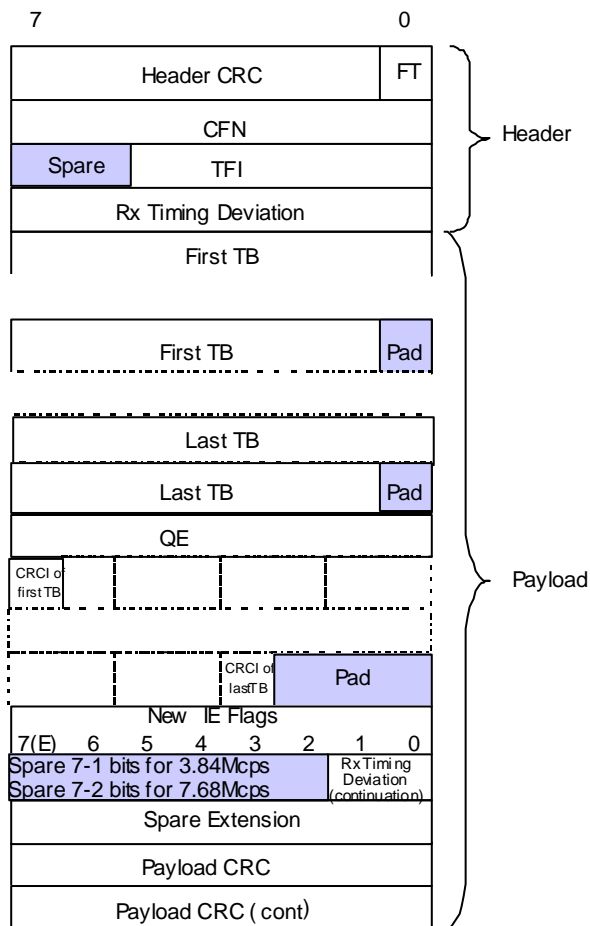 7 0
Header CRC FT
CFN
Spare TFI
Rx Timing Deviation
Header
First TB
First TB Pad
Last TB
Last TB Pad
QE
CRCI of
first TB
Payload
CRCI of
lastTB
Pad
New IE Flags
7(E) 6 5 4 3 2 1 0
Spare 7-1 bits for 3.84Mcps
Spare 7-2 bits for 7.68Mcps
Rx Timing
Deviation
(continuation)
Spare Extension
Payload CRC
Payload CRC ( cont)